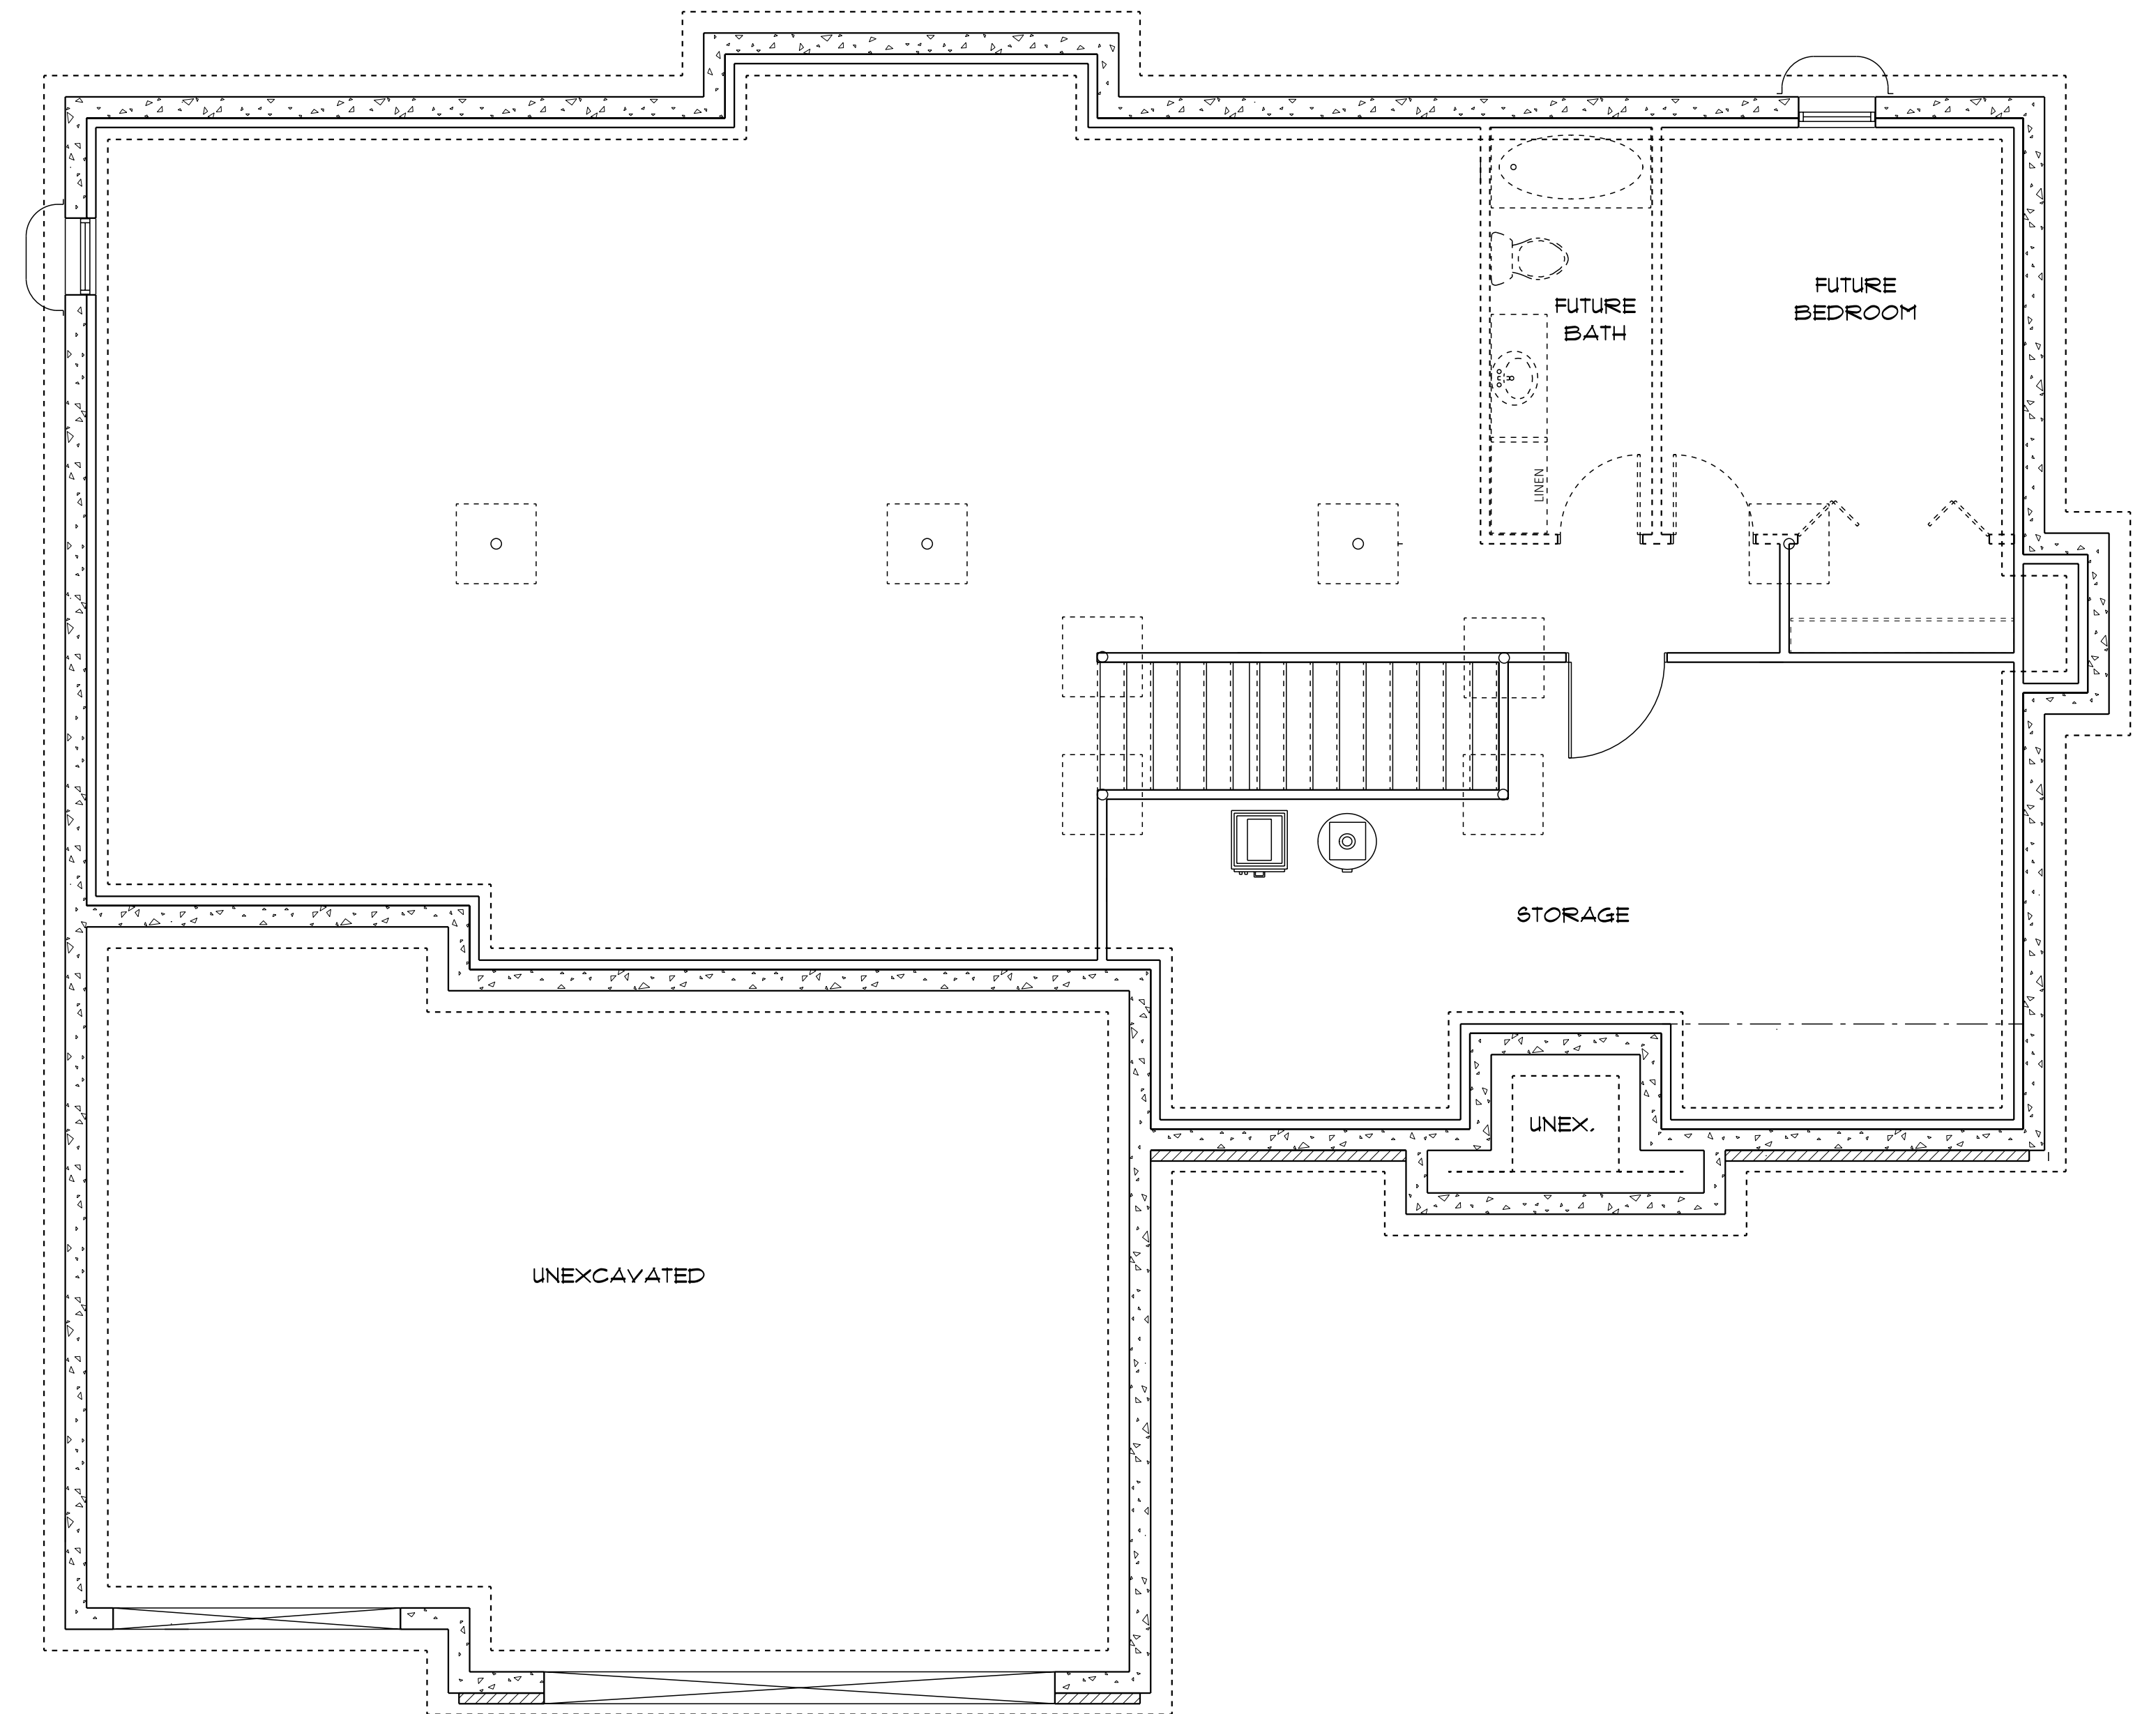 FUTURE
BEDROOM
FUTURE
BATH
LINEN
STORAGE
UNEX.
UNEXCAVATED